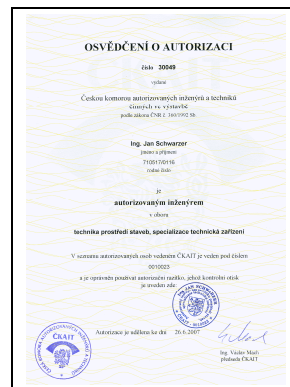 OSVĚDČENÍ O AUTORIZACI
číslo 30049
vydané
Českou komorou autorizovaných inženýrů a techniků
činných ve výstavbě
podle zákona ČNR č. 360/1992 Sb.
Ing. Jan Schwarzer
jméno a příjmení
710517/0116
rodné číslo
je
autorizovaným inženýrem
v oboru
technika prostředí staveb, specializace technická zařízení
V seznamu autorizovaných osob vedeném ČKAIT je veden pod číslem
0010023
a je oprávněn používat autorizační razítko, jehož kontrolní otisk
je uveden zde:
Autorizace je udělena ke dni 26.6.2007
ČKAIT
Ing. Václav Mach
předseda ČKAIT